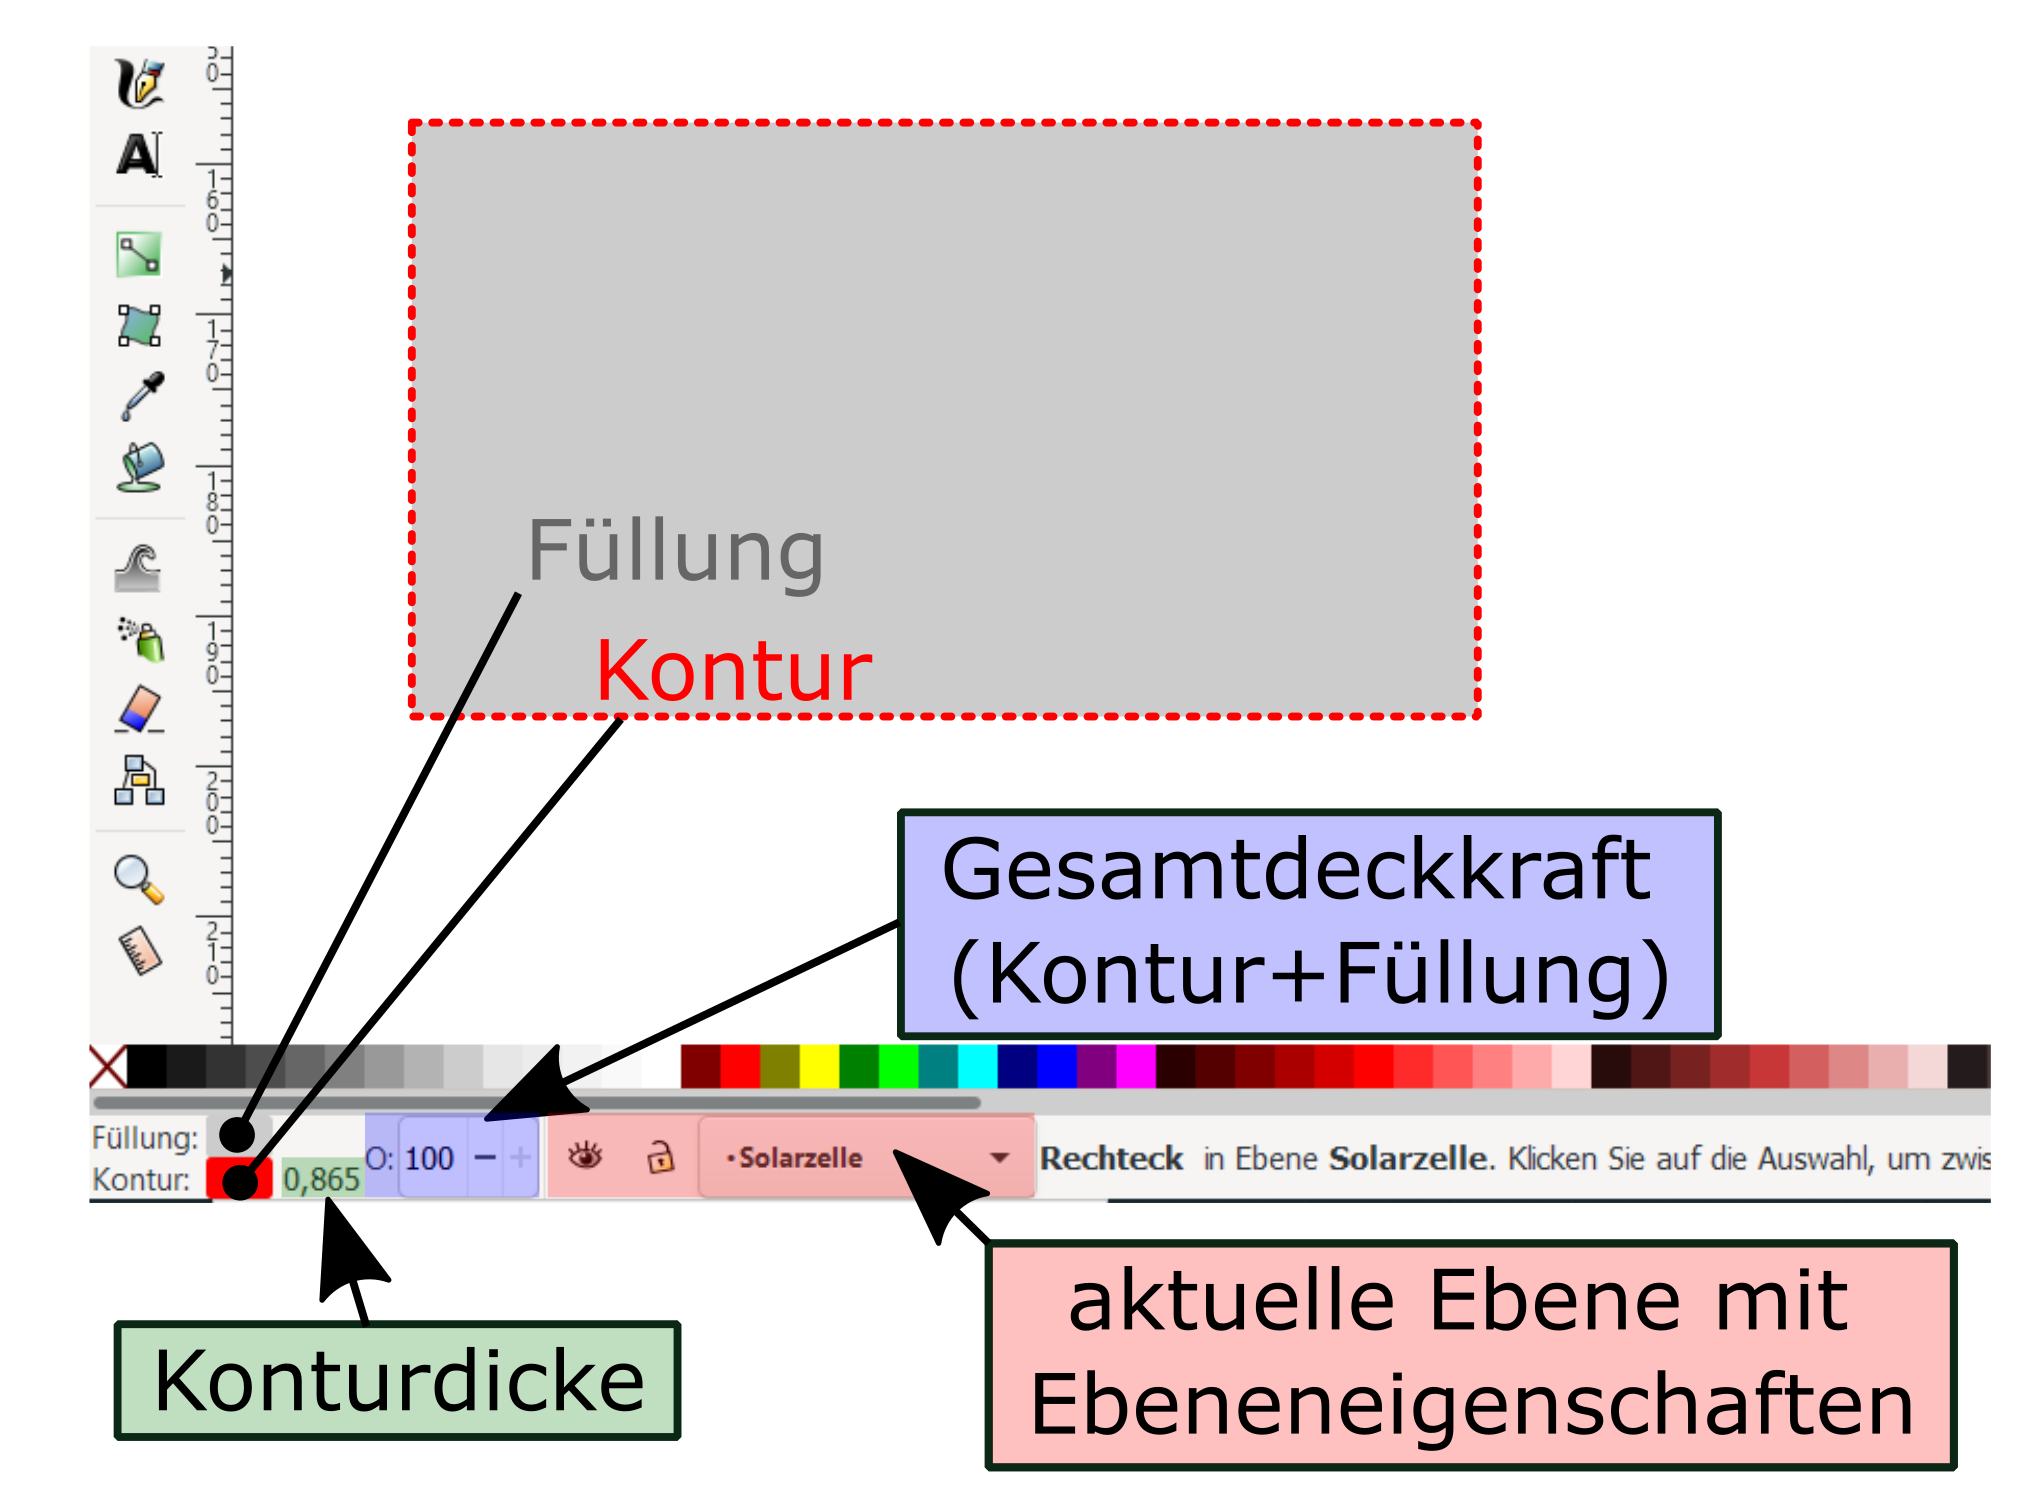 50
160
170
180
190
200
210
A
Füllung
Kontur
Gesamtdeckkraft
(Kontur+Füllung)
Füllung:
Kontur: 0,865 O: 100 − + •Solarzelle Rechteck in Ebene Solarzelle. Klicken Sie auf die Auswahl, um zwis
Konturdicke
aktuelle Ebene mit
Ebeneneigenschaften